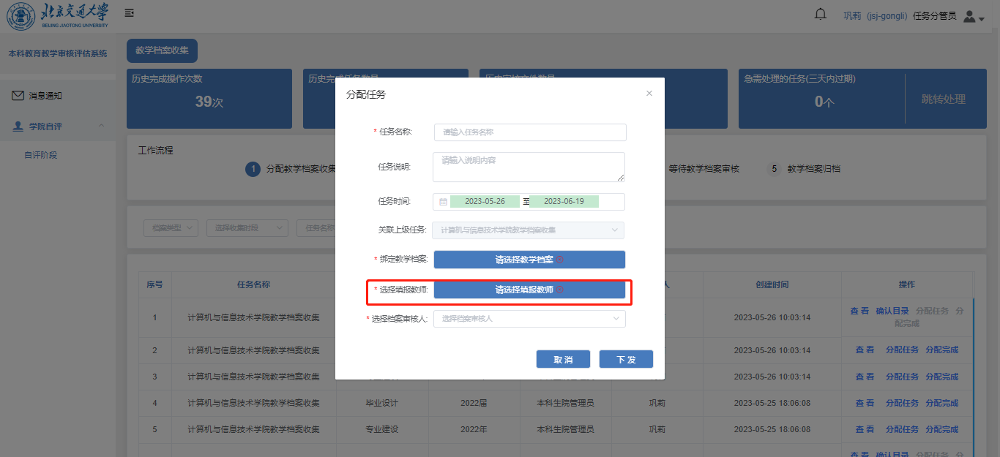 北京交通大学
BEIJING JIAOTONG UNIVERSITY
巩莉 (jsj-gongli) 任务分管员
本科教育教学审核评估系统
消息通知
学院自评
自评阶段
教学档案收集
历史完成操作次数
39次
历史完成任务数量
历史审核文件数量
急需处理的任务(三天内过期)
0个
跳转处理
工作流程
1 分配教学档案收集
等待教学档案审核
5 教学档案归档
档案类型
选择收集时段
任务名称
分配任务
×
* 任务名称:
请输入任务名称
任务说明:
请输入说明内容
任务时间:
2023-05-26 至 2023-06-19
关联上级任务:
计算机与信息技术学院教学档案收集
* 绑定教学档案:
请选择教学档案
* 选择填报教师:
请选择填报教师
* 选择档案审核人:
选择档案审核人
取 消 下 发
序号 任务名称 人 创建时间 操作
1 计算机与信息技术学院教学档案收集 2023-05-26 10:03:14 查 看 确认目录 分配任务 分
配完成
2 计算机与信息技术学院教学档案收集 2023-05-26 10:03:14 查 看 分配任务 分配完成
3 计算机与信息技术学院教学档案收集 2023-05-26 10:03:14 查 看 分配任务 分配完成
4 计算机与信息技术学院教学档案收集 毕业设计 2022届 本科生院管理员 巩莉 2023-05-25 18:06:08 查 看 分配任务 分配完成
5 计算机与信息技术学院教学档案收集 专业建设 2022年 本科生院管理员 巩莉 2023-05-25 18:06:08 查 看 分配任务 分配完成
查 看 确认目录 分配任务 分